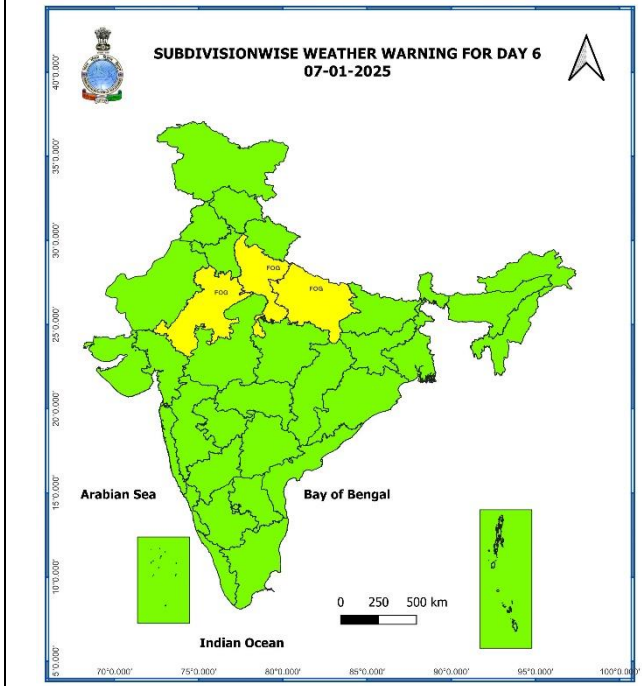 SUBDIVISIONWISE WEATHER WARNING FOR DAY 6
07-01-2025
40°0.000'
35°0.000'
30°0.000'
25°0.000'
20°0.000'
15°0.000'
10°0.000'
5°0.000'
FOG
FOG
FOG
Arabian Sea
Bay of Bengal
0 250 500 km
Indian Ocean
70°0.000' 75°0.000' 80°0.000' 85°0.000' 90°0.000' 95°0.000' 100°0.000'